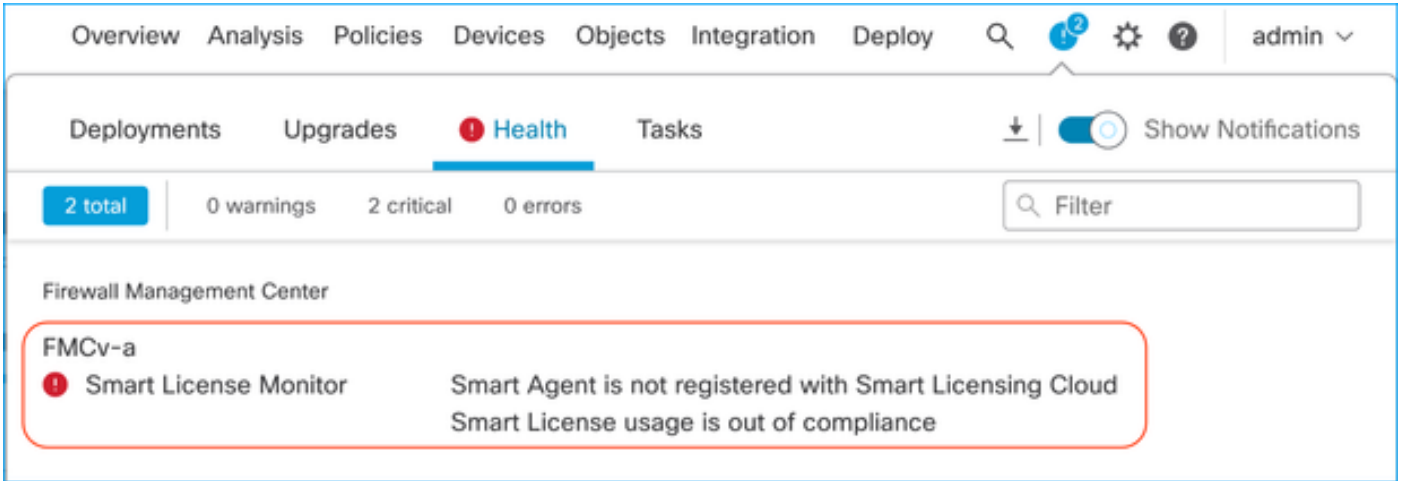 Overview Analysis Policies Devices Objects Integration Deploy 2 admin
Deployments Upgrades Health Tasks Show Notifications
2 total 0 warnings 2 critical 0 errors Filter
Firewall Management Center
FMCv-a
Smart License Monitor Smart Agent is not registered with Smart Licensing Cloud
Smart License usage is out of compliance